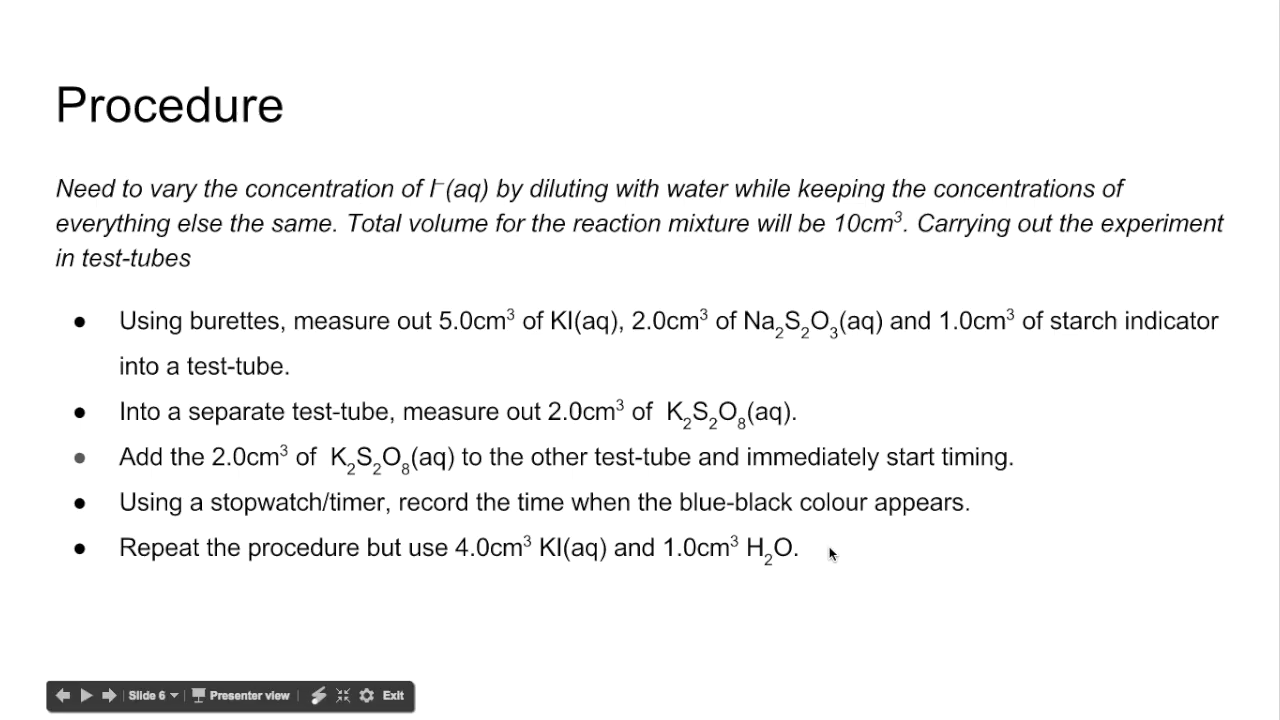 Procedure
Need to vary the concentration of I⁻(aq) by diluting with water while keeping the concentrations of
everything else the same. Total volume for the reaction mixture will be 10cm³. Carrying out the experiment
in test-tubes
● Using burettes, measure out 5.0cm³ of KI(aq), 2.0cm³ of Na₂S₂O₃(aq) and 1.0cm³ of starch indicator
into a test-tube.
● Into a separate test-tube, measure out 2.0cm³ of K₂S₂O₈(aq).
● Add the 2.0cm³ of K₂S₂O₈(aq) to the other test-tube and immediately start timing.
● Using a stopwatch/timer, record the time when the blue-black colour appears.
● Repeat the procedure but use 4.0cm³ KI(aq) and 1.0cm³ H₂O.
Slide 6 Presenter view Exit